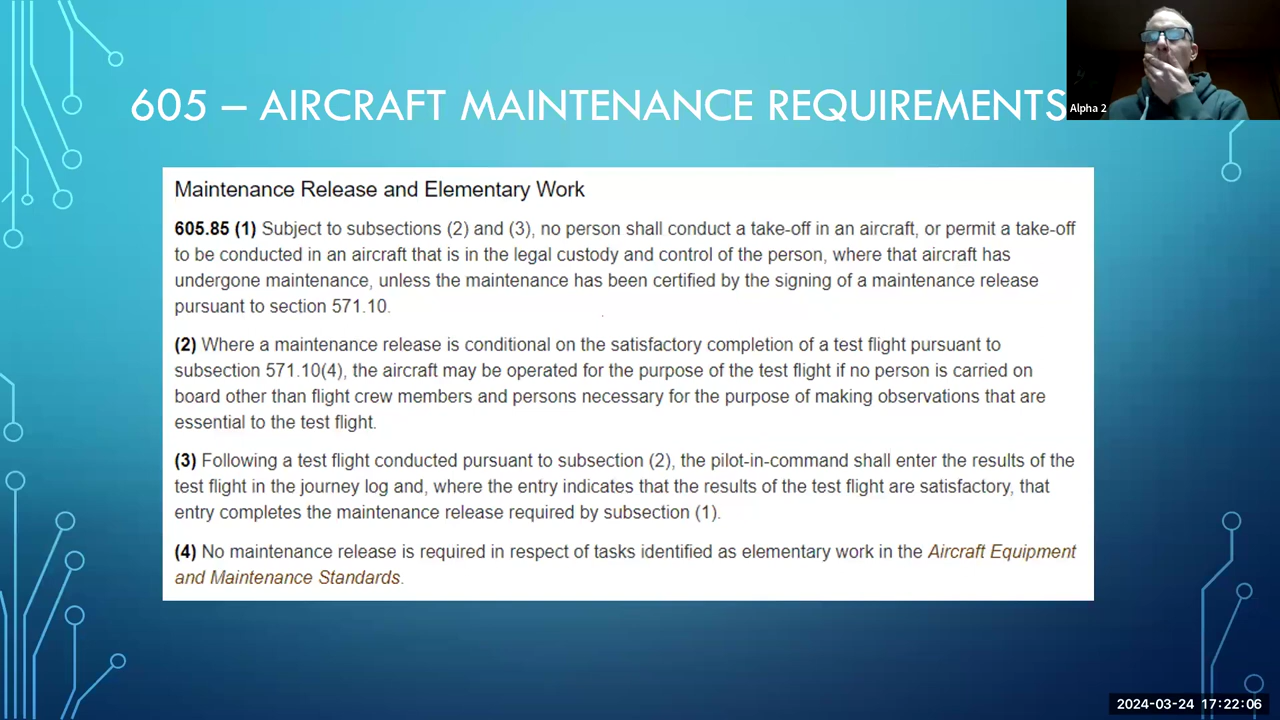 605 – AIRCRAFT MAINTENANCE REQUIREMENTS
Alpha 2
Maintenance Release and Elementary Work
605.85 (1) Subject to subsections (2) and (3), no person shall conduct a take-off in an aircraft, or permit a take-off
to be conducted in an aircraft that is in the legal custody and control of the person, where that aircraft has
undergone maintenance, unless the maintenance has been certified by the signing of a maintenance release
pursuant to section 571.10.
(2) Where a maintenance release is conditional on the satisfactory completion of a test flight pursuant to
subsection 571.10(4), the aircraft may be operated for the purpose of the test flight if no person is carried on
board other than flight crew members and persons necessary for the purpose of making observations that are
essential to the test flight.
(3) Following a test flight conducted pursuant to subsection (2), the pilot-in-command shall enter the results of the
test flight in the journey log and, where the entry indicates that the results of the test flight are satisfactory, that
entry completes the maintenance release required by subsection (1).
(4) No maintenance release is required in respect of tasks identified as elementary work in the Aircraft Equipment
and Maintenance Standards.
2024-03-24 17:22:06